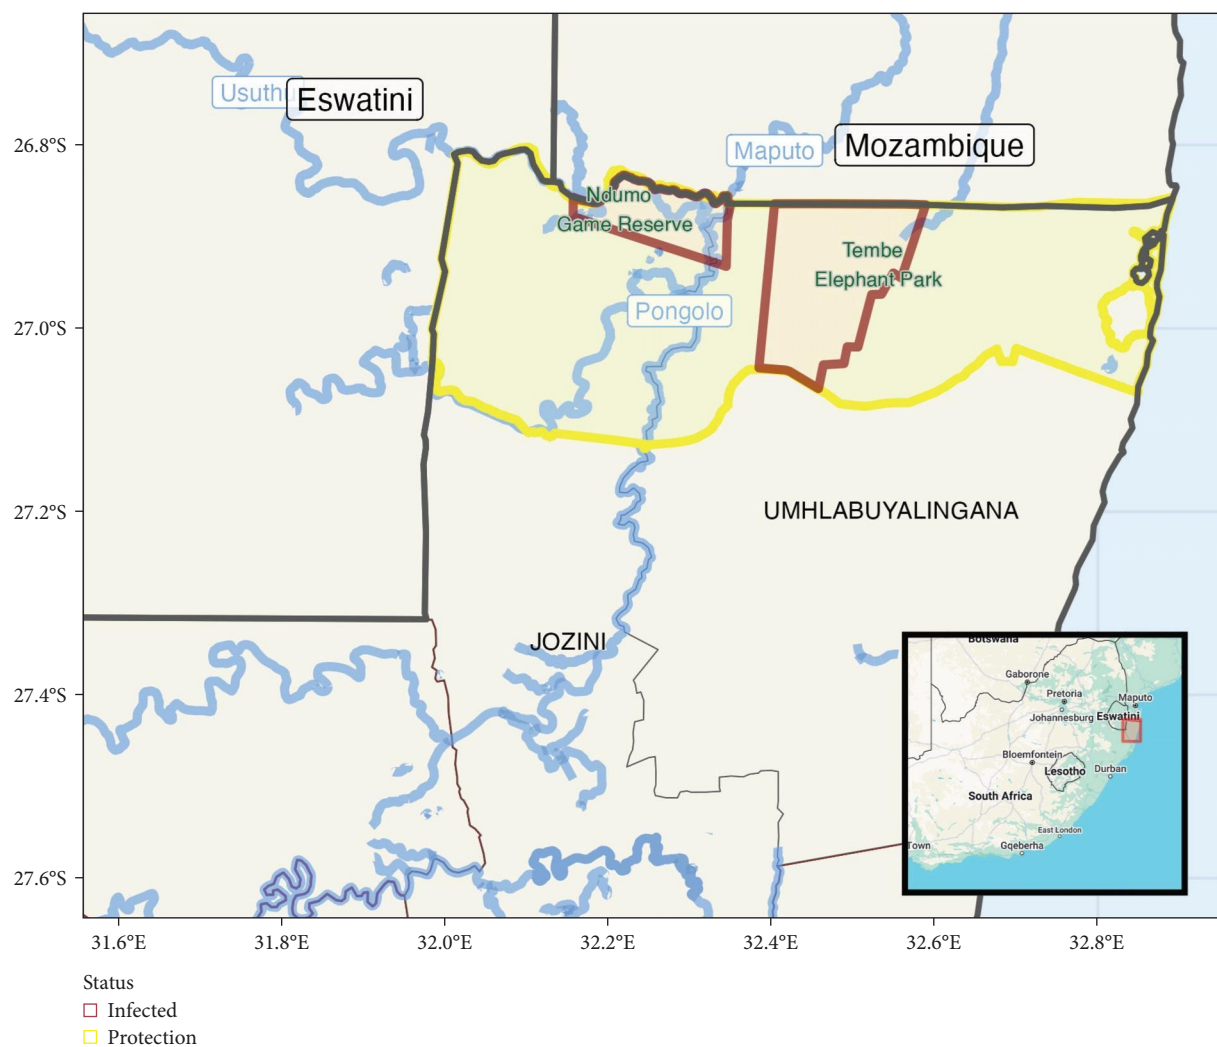 Usuthu
Eswatini
26.8°S
Maputo
Mozambique
Ndumo
Game Reserve
Tembe
Elephant Park
Pongolo
27.0°S
27.2°S
UMHLABUYALINGANA
JOZINI
27.4°S
27.6°S
Botswana
Gaborone
Pretoria
Maputo
Johannesburg
Eswatini
Bloemfontein
Lesotho
Durban
South Africa
East London
Town
Gqeberha
31.6°E
31.8°E
32.0°E
32.2°E
32.4°E
32.6°E
32.8°E
Status
Infected
Protection